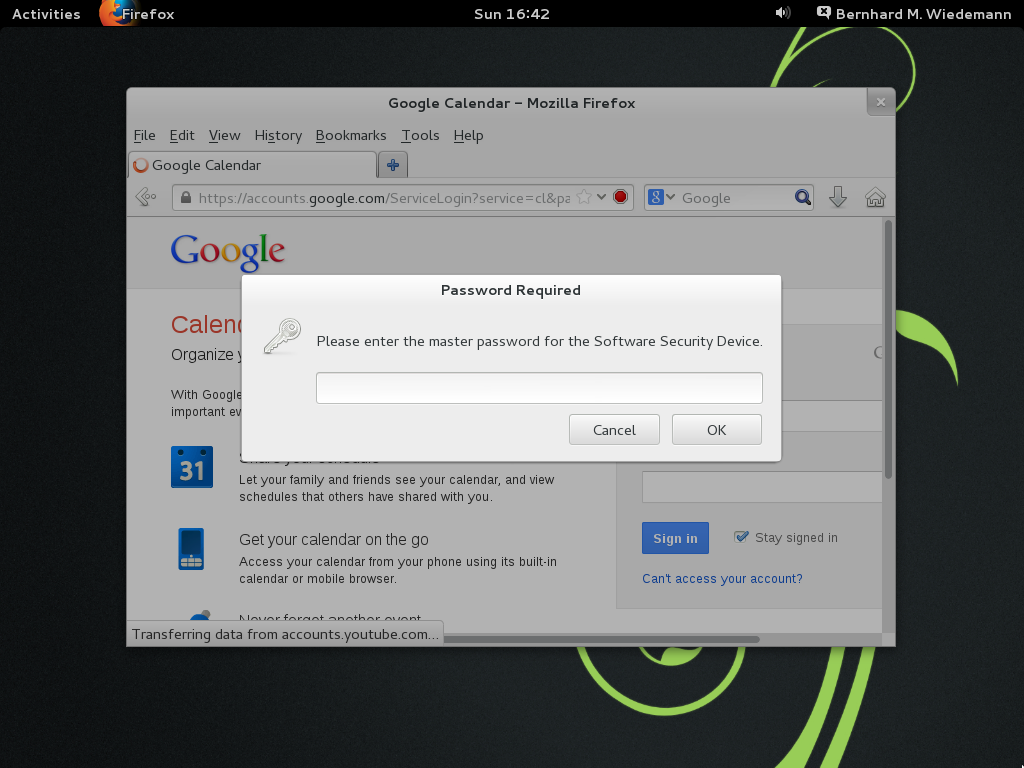 Activities Firefox Sun 16:42 Bernhard M. Wiedemann
Google Calendar - Mozilla Firefox
File Edit View History Bookmarks Tools Help
Google Calendar
https://accounts.google.com/ServiceLogin?service=cl&pa
8 Google
Google
Password Required
Please enter the master password for the Software Security Device.
Cancel OK
Calen
Organize
With Google
important ev
31
Share your schedule
Let your family and friends see your calendar, and view
schedules that others have shared with you.
Get your calendar on the go
Access your calendar from your phone using its built-in
calendar or mobile browser.
Never forget another event
Sign in Stay signed in
Can't access your account?
Transferring data from accounts.youtube.com...